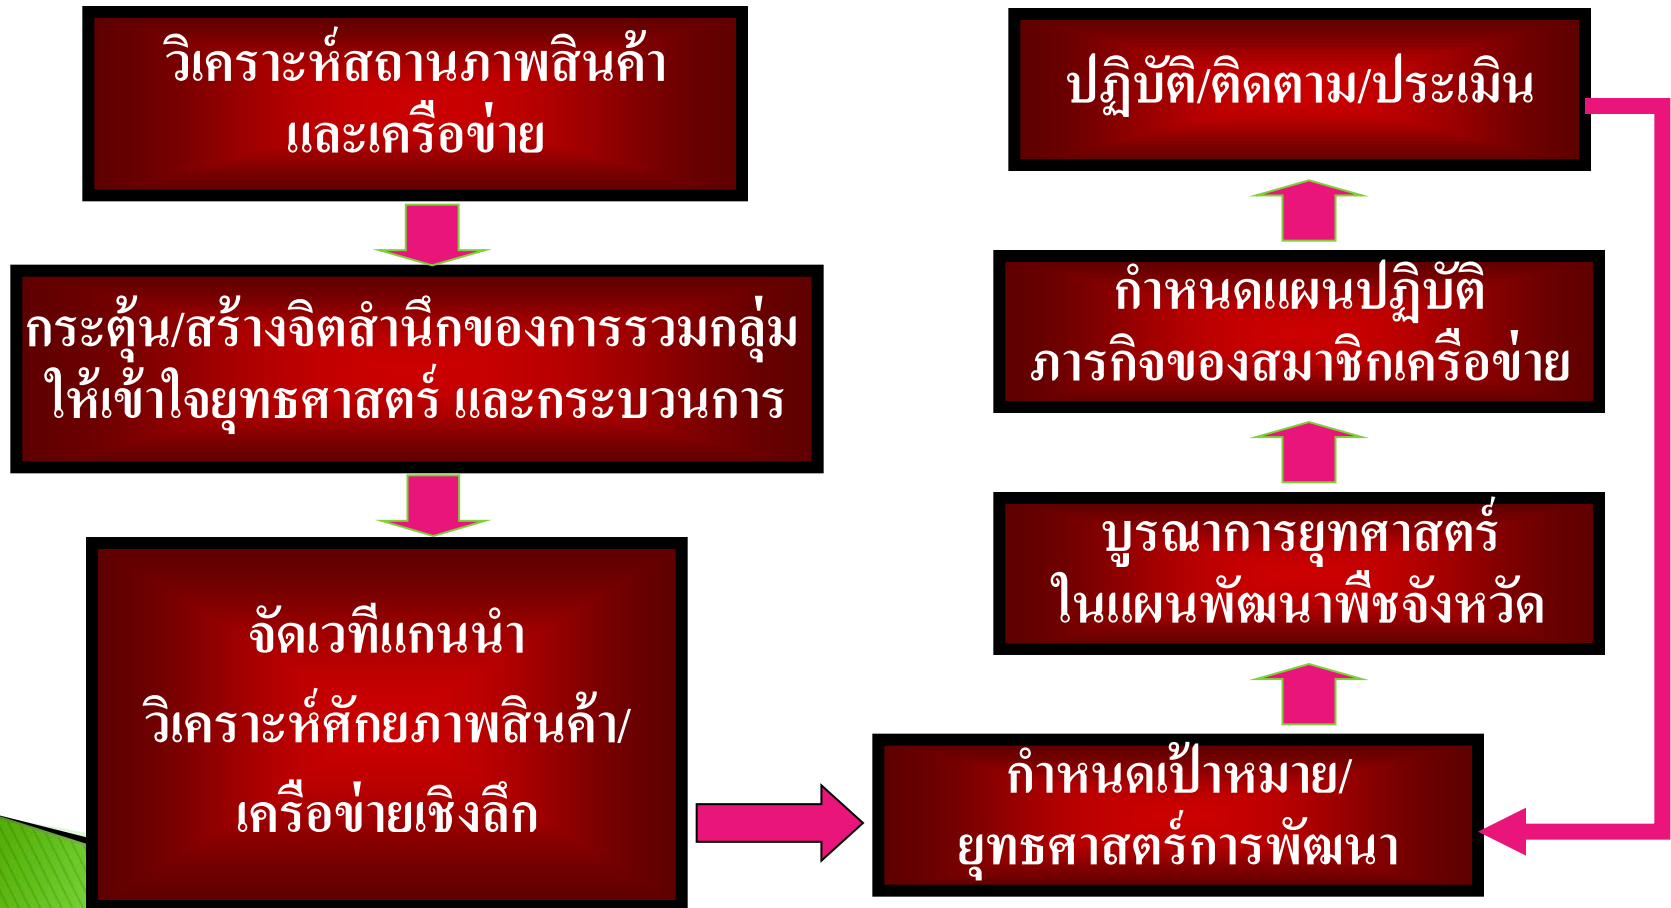 วิเคราะห์สถานภาพสินค้า
และเครือข่าย
กระตุ้น/สร้างจิตสำนึกของการรวมกลุ่ม
ให้เข้าใจยุทธศาสตร์ และกระบวนการ
จัดเวทีแกนนำ
วิเคราะห์ศักยภาพสินค้า/
เครือข่ายเชิงลึก
กำหนดเป้าหมาย/
ยุทธศาสตร์การพัฒนา
บูรณาการยุทศาสตร์
ในแผนพัฒนาพืชจังหวัด
กำหนดแผนปฏิบัติ
ภารกิจของสมาชิกเครือข่าย
ปฏิบัติ/ติดตาม/ประเมิน